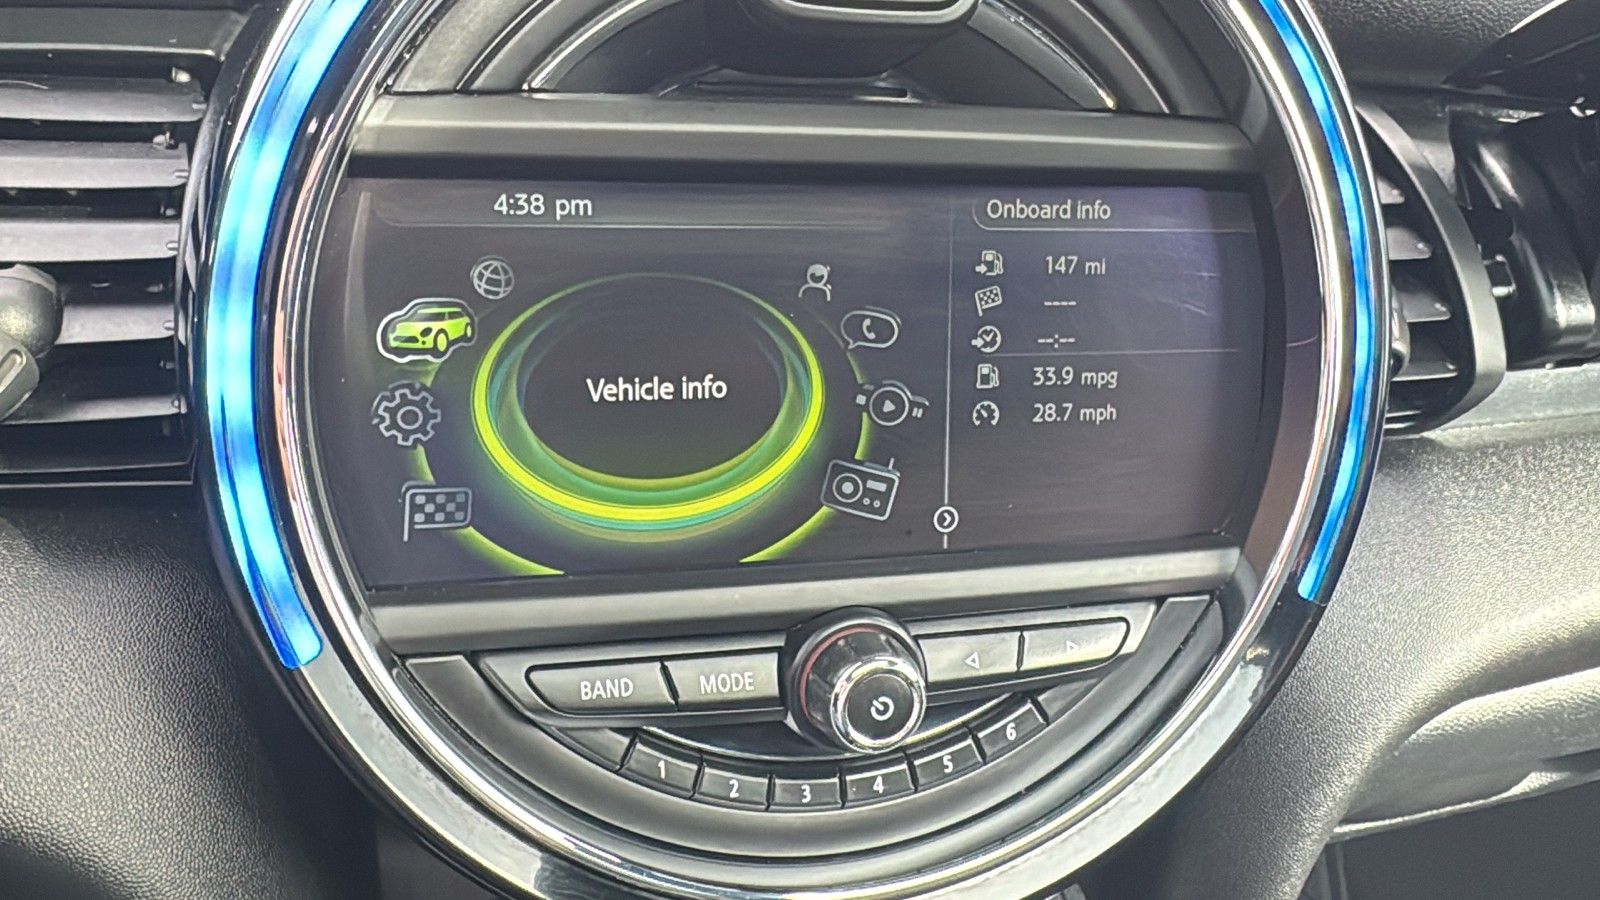 4:38 pm
Onboard info
147 mi
----
--:--
33.9 mpg
28.7 mph
Vehicle info
BAND
MODE
1
2
3
4
5
6